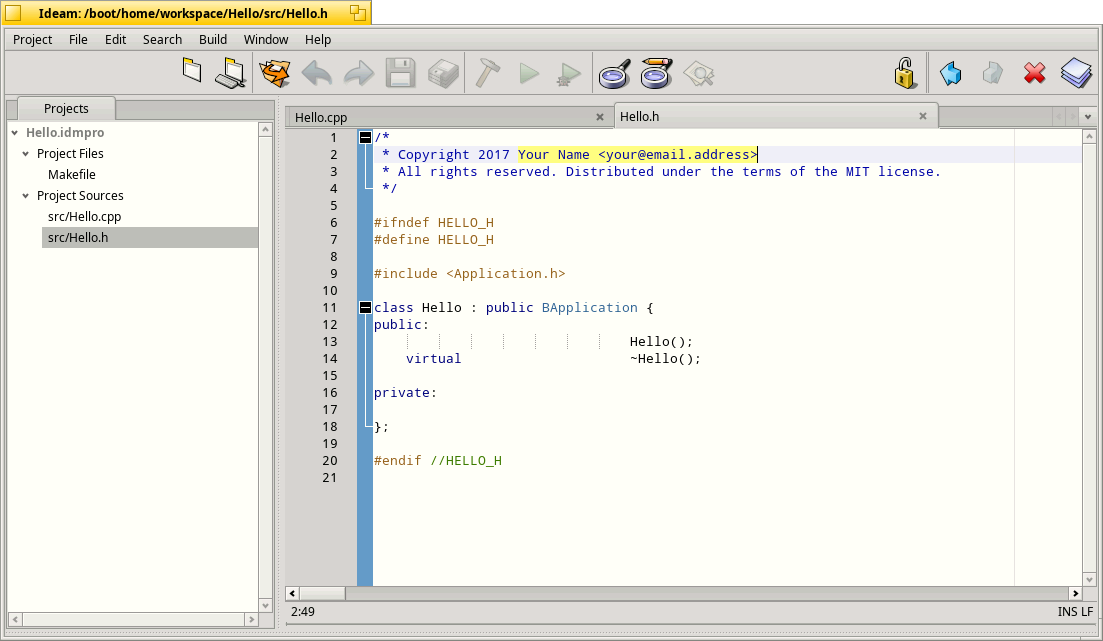 Ideam: /boot/home/workspace/Hello/src/Hello.h
Project File Edit Search Build Window Help
Projects
Hello.idmpro
Project Files
Makefile
Project Sources
src/Hello.cpp
src/Hello.h
Hello.cpp
Hello.h
1 /*
2 * Copyright 2017 Your Name <your@email.address>
3 * All rights reserved. Distributed under the terms of the MIT license.
4 */
5
6 #ifndef HELLO_H
7 #define HELLO_H
8
9 #include <Application.h>
10
11 class Hello : public BApplication {
12 public:
13 Hello();
14 virtual ~Hello();
15
16 private:
17
18 };
19
20 #endif //HELLO_H
21
2:49
INS LF